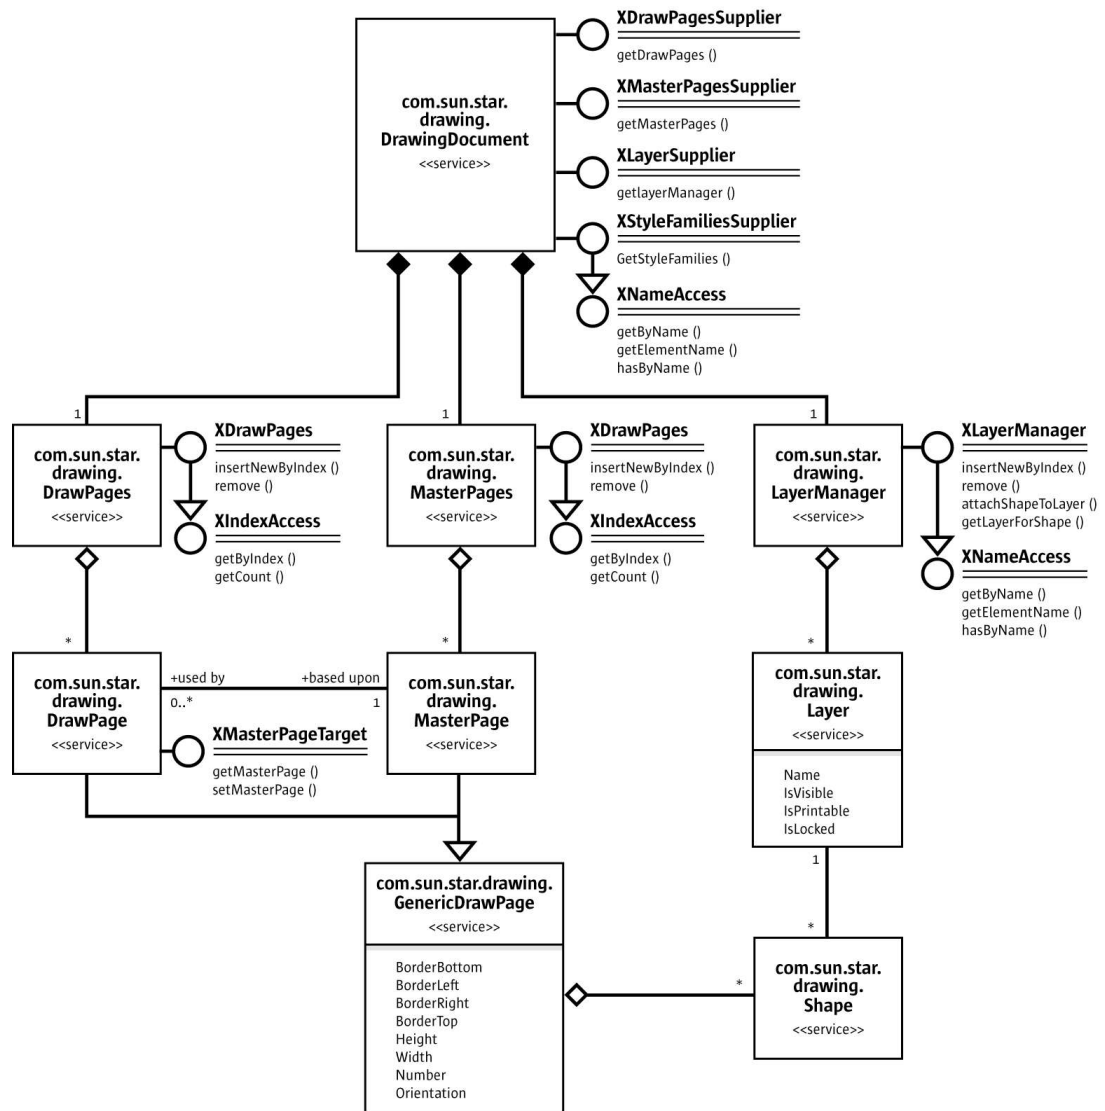 com.sun.star.
drawing.
DrawingDocument
<<service>>
XDrawPagesSupplier
getDrawPages ()
XMasterPagesSupplier
getMasterPages ()
XLayerSupplier
getlayerManager ()
XStyleFamiliesSupplier
GetStyleFamilies ()
XNameAccess
getByName ()
getElementName ()
hasByName ()
1
com.sun.star.
drawing.
DrawPages
<<service>>
XDrawPages
insertNewByIndex ()
remove ()
XIndexAccess
getByIndex ()
getCount ()
1
com.sun.star.
drawing.
MasterPages
<<service>>
XDrawPages
insertNewByIndex ()
remove ()
XIndexAccess
getByIndex ()
getCount ()
1
com.sun.star.
drawing.
LayerManager
<<service>>
XLayerManager
insertNewByIndex ()
remove ()
attachShapeToLayer ()
getLayerForShape ()
XNameAccess
getByName ()
getElementName ()
hasByName ()
*
com.sun.star.
drawing.
DrawPage
<<service>>
+used by
0..*
+based upon
1
XMasterPageTarget
getMasterPage ()
setMasterPage ()
*
com.sun.star.
drawing.
MasterPage
<<service>>
*
com.sun.star.
drawing.
Layer
<<service>>
Name
IsVisible
IsPrintable
IsLocked
1
*
com.sun.star.drawing.
GenericDrawPage
<<service>>
BorderBottom
BorderLeft
BorderRight
BorderTop
Height
Width
Number
Orientation
*
com.sun.star.
drawing.
Shape
<<service>>